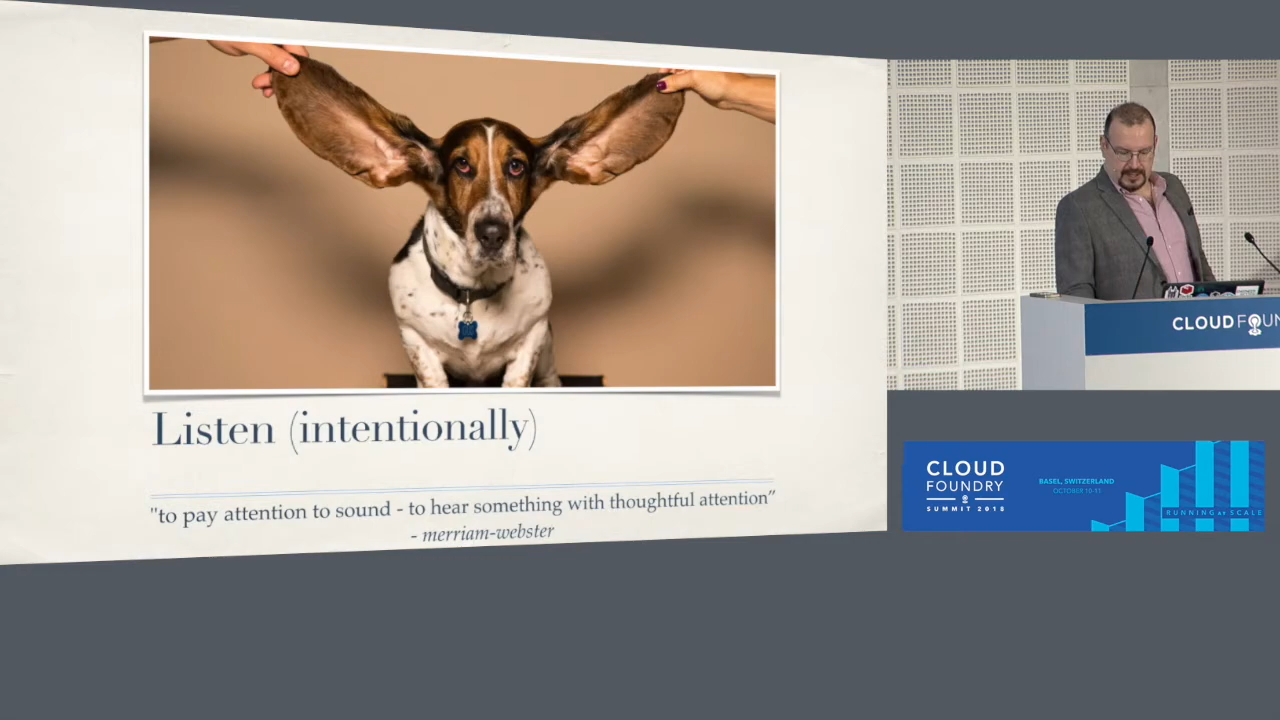 Listen (intentionally)
"to pay attention to sound - to hear something with thoughtful attention”
- merriam-webster
CLOUD FOUN
CLOUD
FOUNDRY
SUMMIT 2018
BASEL, SWITZERLAND
OCTOBER 10-11
RUNNING AT SCALE